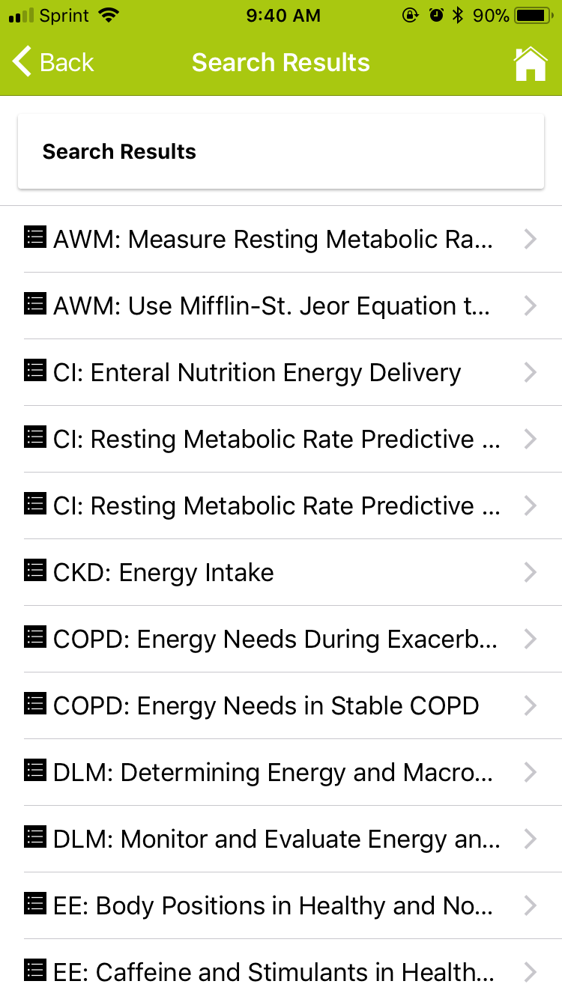 Sprint 9:40 AM 90%
Back Search Results
Search Results
AWM: Measure Resting Metabolic Ra...
AWM: Use Mifflin-St. Jeor Equation t...
CI: Enteral Nutrition Energy Delivery
CI: Resting Metabolic Rate Predictive ...
CI: Resting Metabolic Rate Predictive ...
CKD: Energy Intake
COPD: Energy Needs During Exacerb...
COPD: Energy Needs in Stable COPD
DLM: Determining Energy and Macro...
DLM: Monitor and Evaluate Energy an...
EE: Body Positions in Healthy and No...
EE: Caffeine and Stimulants in Health...